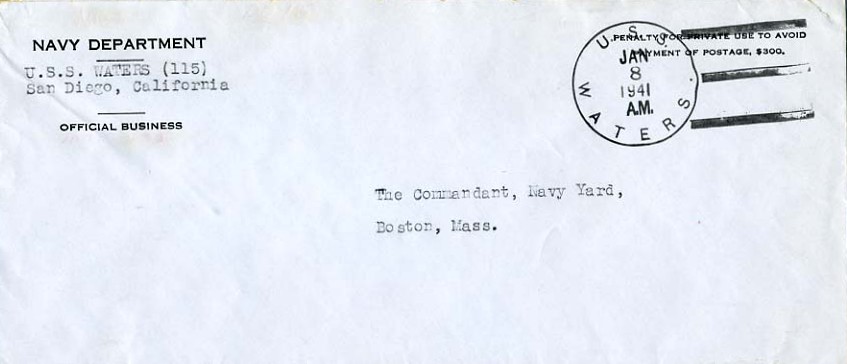 NAVY DEPARTMENT
U.S.S. WATERS (115)
San Diego, California
OFFICIAL BUSINESS
U. S. S. WATERS.
JAN
8
1941
A.M.
PENALTY FOR PRIVATE USE TO AVOID
PAYMENT OF POSTAGE, $300.
The Commandant, Navy Yard,
Boston, Mass.